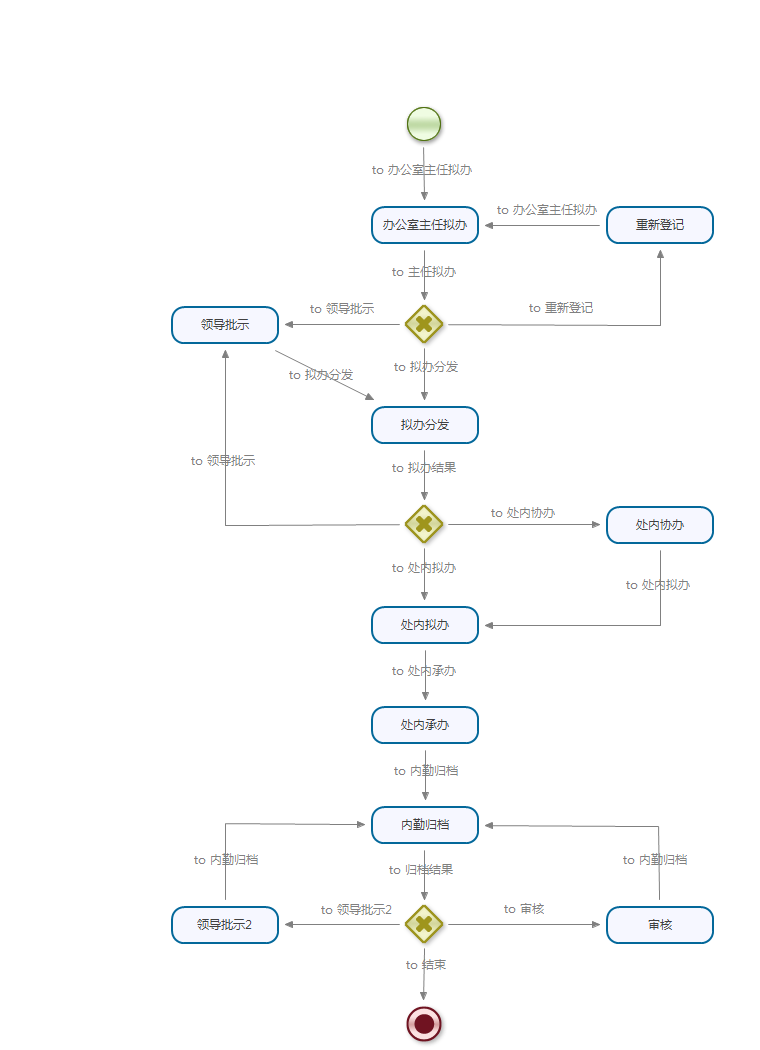 to 办公室主任拟办
办公室主任拟办
to 办公室主任拟办
重新登记
to 主任拟办
领导批示
to 领导批示
to 重新登记
to 拟办分发
to 拟办分发
拟办分发
to 领导批示
to 拟办结果
to 处内协办
处内协办
to 处内拟办
to 处内拟办
处内拟办
to 处内承办
处内承办
to 内勤归档
内勤归档
to 内勤归档
to 归档结果
to 内勤归档
领导批示2
to 领导批示2
to 审核
审核
to 结束